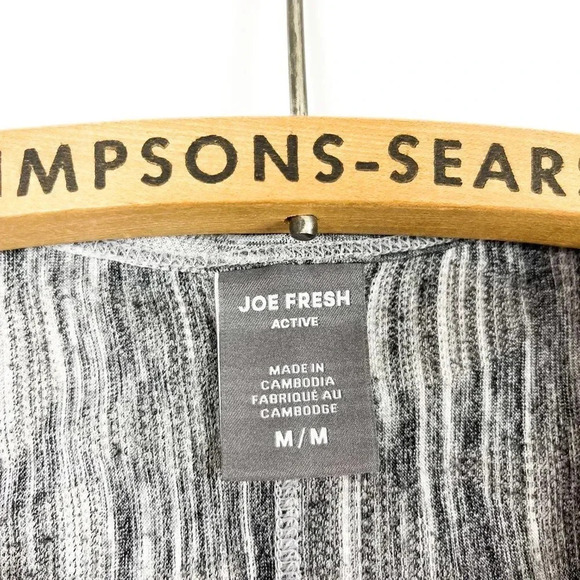 IMPSONS-SEARS
JOE FRESH
ACTIVE
MADE IN
CAMBODIA
FABRIQUÉ AU
CAMBODGE
M/M